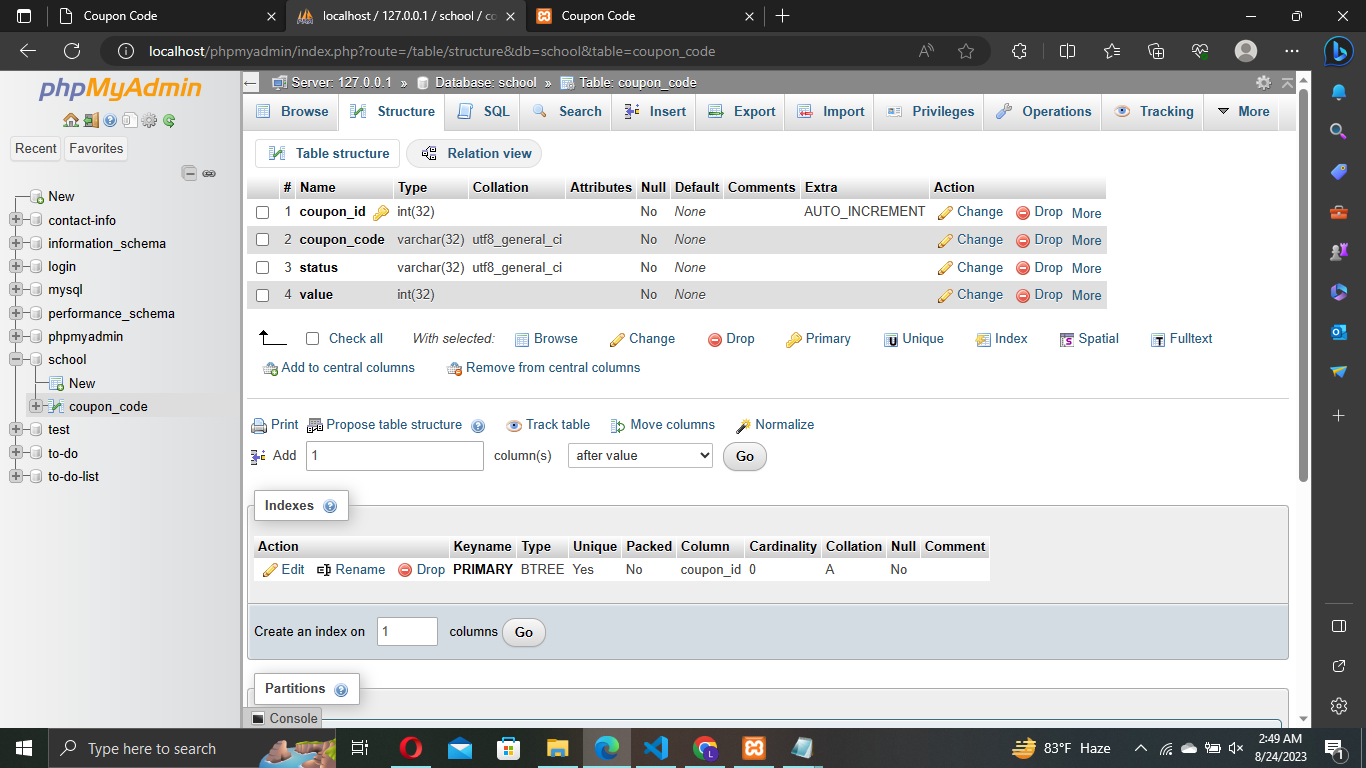 Coupon Code
localhost / 127.0.0.1 / school / co
Coupon Code
localhost/phpmyadmin/index.php?route=/table/structure&db=school&table=coupon_code
phpMyAdmin
Recent Favorites
New
contact-info
information_schema
login
mysql
performance_schema
phpmyadmin
school
New
coupon_code
test
to-do
to-do-list
Server: 127.0.0.1 » Database: school » Table: coupon_code
Browse Structure SQL Search Insert Export Import Privileges Operations Tracking More
Table structure Relation view
# Name Type Collation Attributes Null Default Comments Extra Action
1 coupon_id int(32) No None AUTO_INCREMENT Change Drop More
2 coupon_code varchar(32) utf8_general_ci No None Change Drop More
3 status varchar(32) utf8_general_ci No None Change Drop More
4 value int(32) No None Change Drop More
Check all With selected: Browse Change Drop Primary Unique Index Spatial Fulltext
Add to central columns Remove from central columns
Print Propose table structure Track table Move columns Normalize
Add 1 column(s) after value Go
Indexes
Action Keyname Type Unique Packed Column Cardinality Collation Null Comment
Edit Rename Drop PRIMARY BTREE Yes No coupon_id 0 A No
Create an index on 1 columns Go
Partitions
Console
Type here to search
83°F Haze
2:49 AM
8/24/2023
1